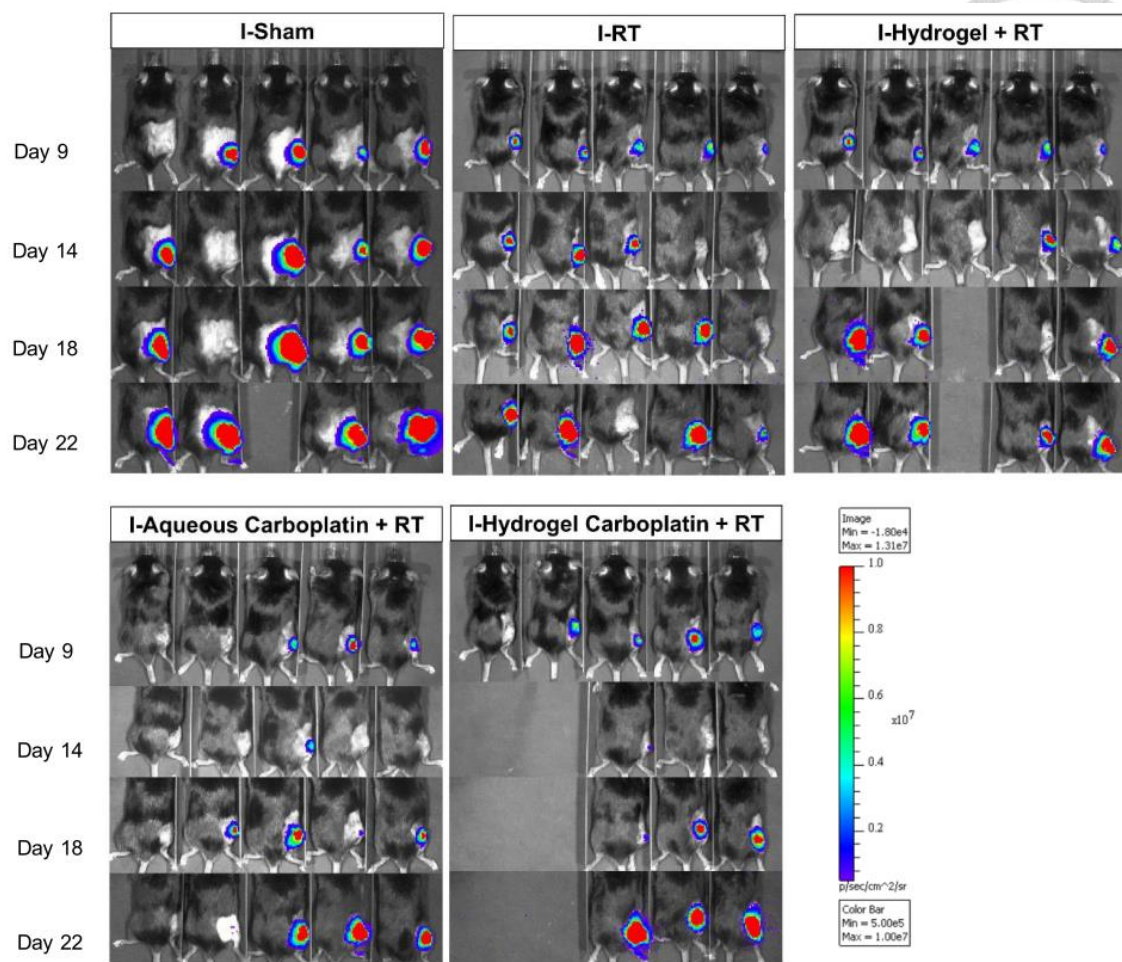 I-Sham
I-RT
I-Hydrogel + RT
Day 9
Day 14
Day 18
Day 22
I-Aqueous Carboplatin + RT
I-Hydrogel Carboplatin + RT
Day 9
Day 14
Day 18
Day 22
Image
Min = -1.80e4
Max = 1.31e7
1.0
0.8
0.6
x10⁷
0.4
0.2
p/sec/cm^2/sr
Color Bar
Min = 5.00e5
Max = 1.00e7